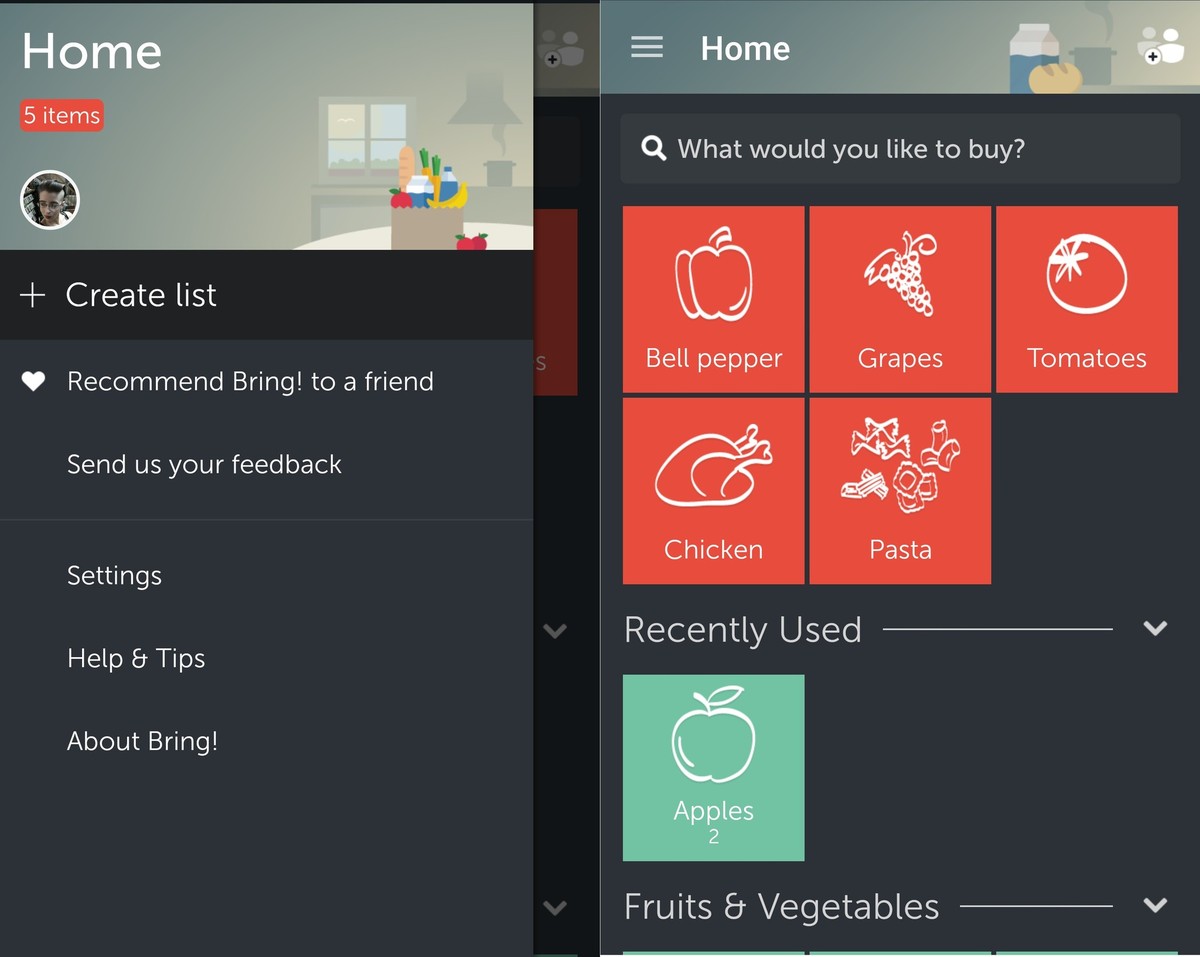 Home
5 items
Create list
Recommend Bring! to a friend
Send us your feedback
Settings
Help & Tips
About Bring!
s
Home
What would you like to buy?
Bell pepper
Grapes
Tomatoes
Chicken
Pasta
Recently Used
Apples
2
Fruits & Vegetables